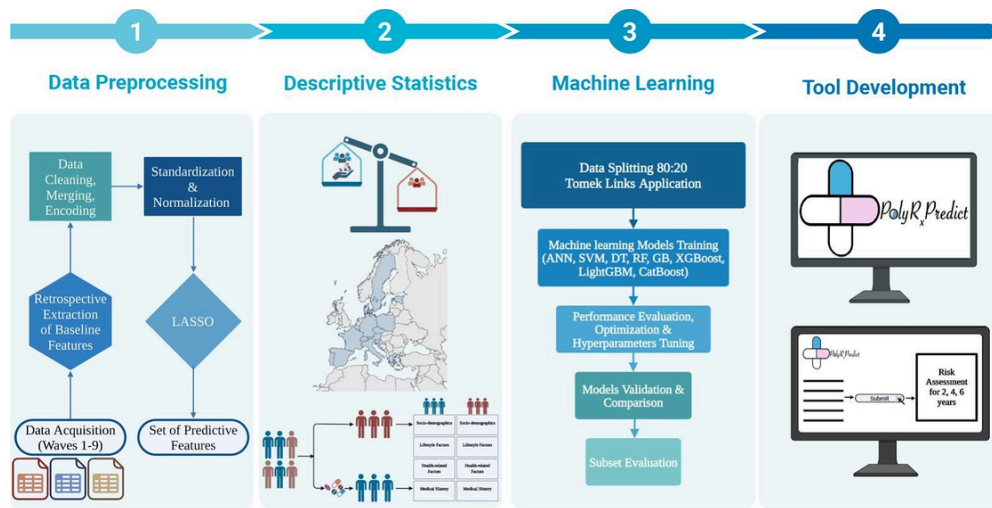 1
2
3
4
Data Preprocessing
Descriptive Statistics
Machine Learning
Tool Development
Data
Cleaning,
Merging,
Encoding
Standardization
&
Normalization
Retrospective
Extraction
of Baseline
Features
LASSO
Data Acquisition
(Waves 1-9)
Set of Predictive
Features
Socio-demographics
Socio-demographics
Lifestyle Factors
Lifestyle Factors
Health-related
Factors
Health-related
Factors
Medical History
Medical History
Data Splitting 80:20
Tomek Links Application
Machine learning Models Training
(ANN, SVM, DT, RF, GB, XGBoost,
LightGBM, CatBoost)
Performance Evaluation,
Optimization &
Hyperparameters Tuning
Models Validation &
Comparison
Subset Evaluation
PolyRxPredict
PolyRxPredict
Submit
Risk
Assessment
for 2, 4, 6
years